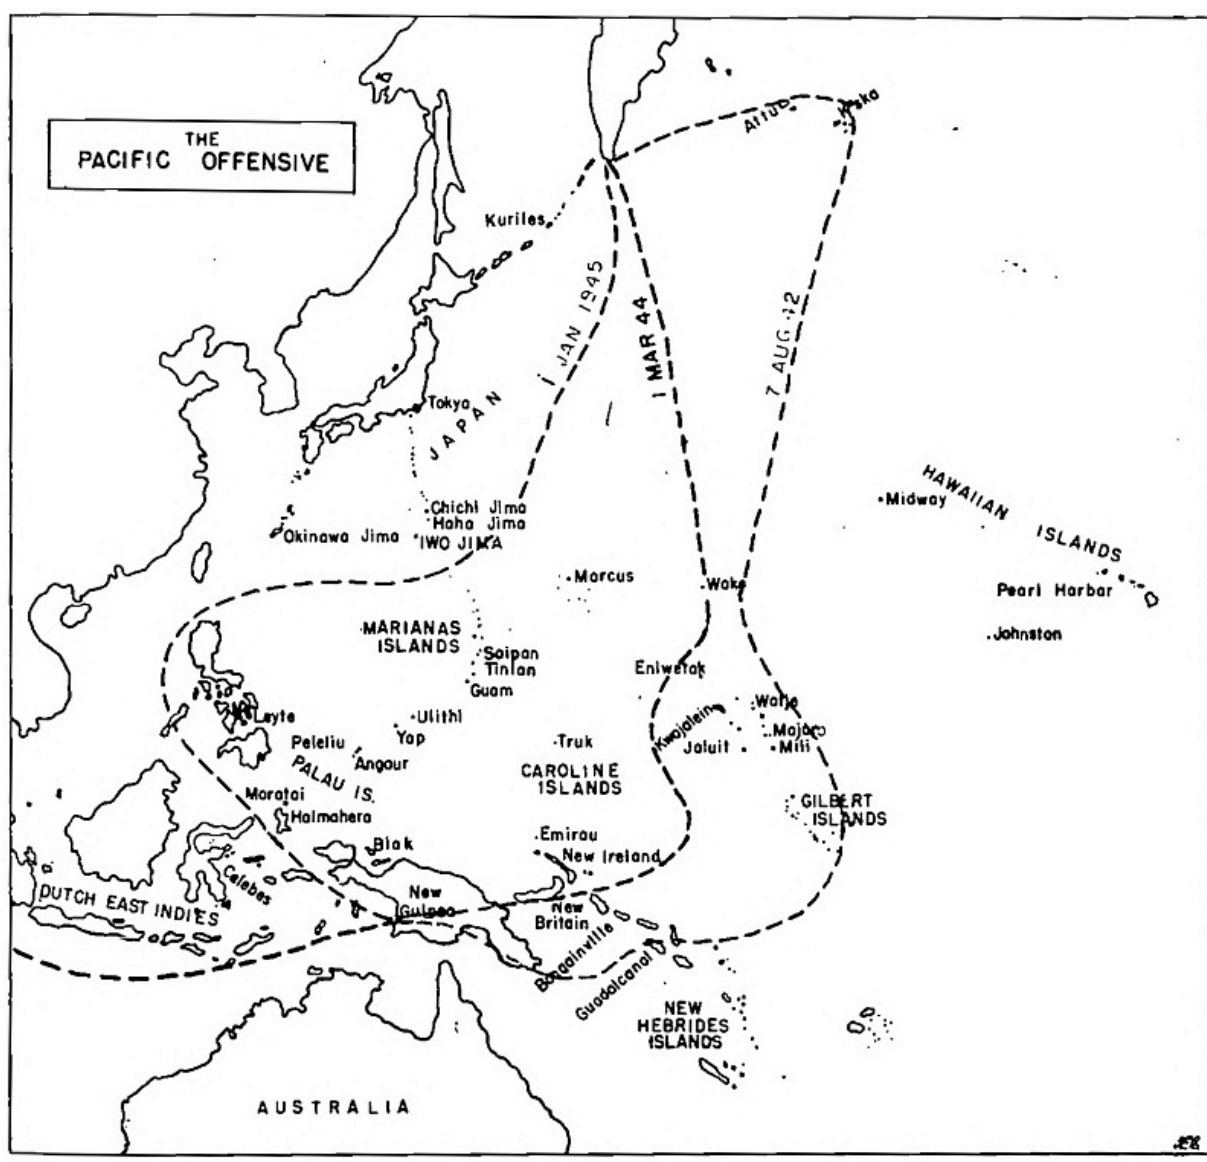 THE
PACIFIC OFFENSIVE
Attu
Kiska
Kuriles
1 JAN 1945
1 MAR 44
7 AUG 42
Tokyo
JAPAN
HAWAIIAN ISLANDS
Midway
Chichi Jima
Haha Jima
Okinawa Jima
IWO JIMA
Marcus
Wake
Pearl Harbor
Johnston
MARIANAS
ISLANDS
Saipan
Tinian
Guam
Eniwetok
Leyte
Ulithi
Yap
Kwajalein
Wotje
Majuro
Jaluit
Mili
Peleliu
Angaur
PALAU IS.
Truk
CAROLINE
ISLANDS
GILBERT
ISLANDS
Morotai
Halmahera
Emirau
Biak
New Ireland
Celebes
DUTCH EAST INDIES
New
Guinea
New
Britain
Bougainville
Guadalcanal
NEW
HEBRIDES
ISLANDS
AUSTRALIA